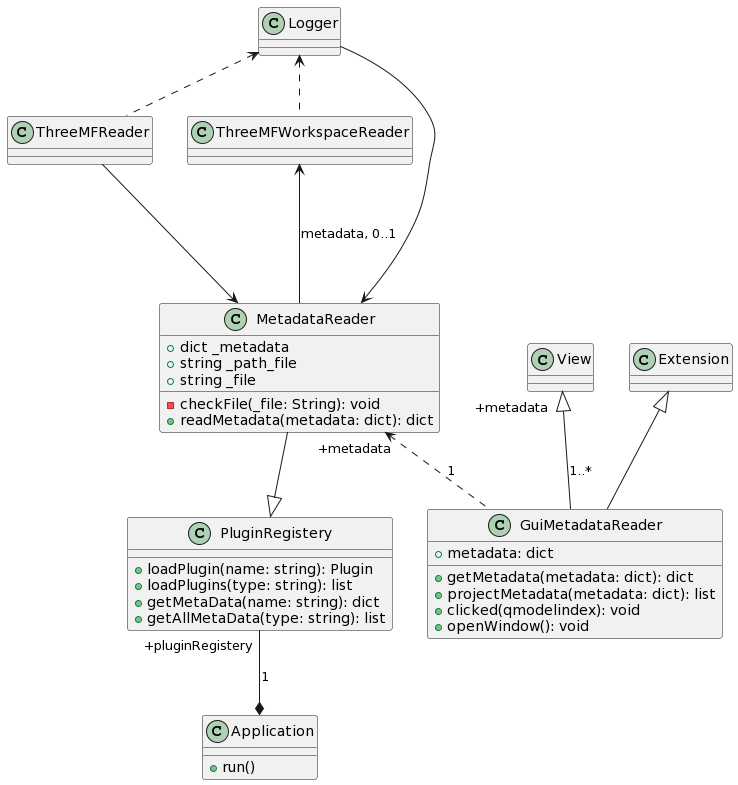 C Logger
C ThreeMFReader
C ThreeMFWorkspaceReader
metadata, 0..1
C MetadataReader
dict _metadata
string _path_file
string _file
checkFile(_file: String): void
readMetadata(metadata: dict): dict
C View
C Extension
+metadata
+metadata
1
1..*
C PluginRegistery
loadPlugin(name: string): Plugin
loadPlugins(type: string): list
getMetaData(name: string): dict
getAllMetaData(type: string): list
C GuiMetadataReader
metadata: dict
getMetadata(metadata: dict): dict
projectMetadata(metadata: dict): list
clicked(qmodelindex): void
openWindow(): void
+pluginRegistery
1
C Application
run()